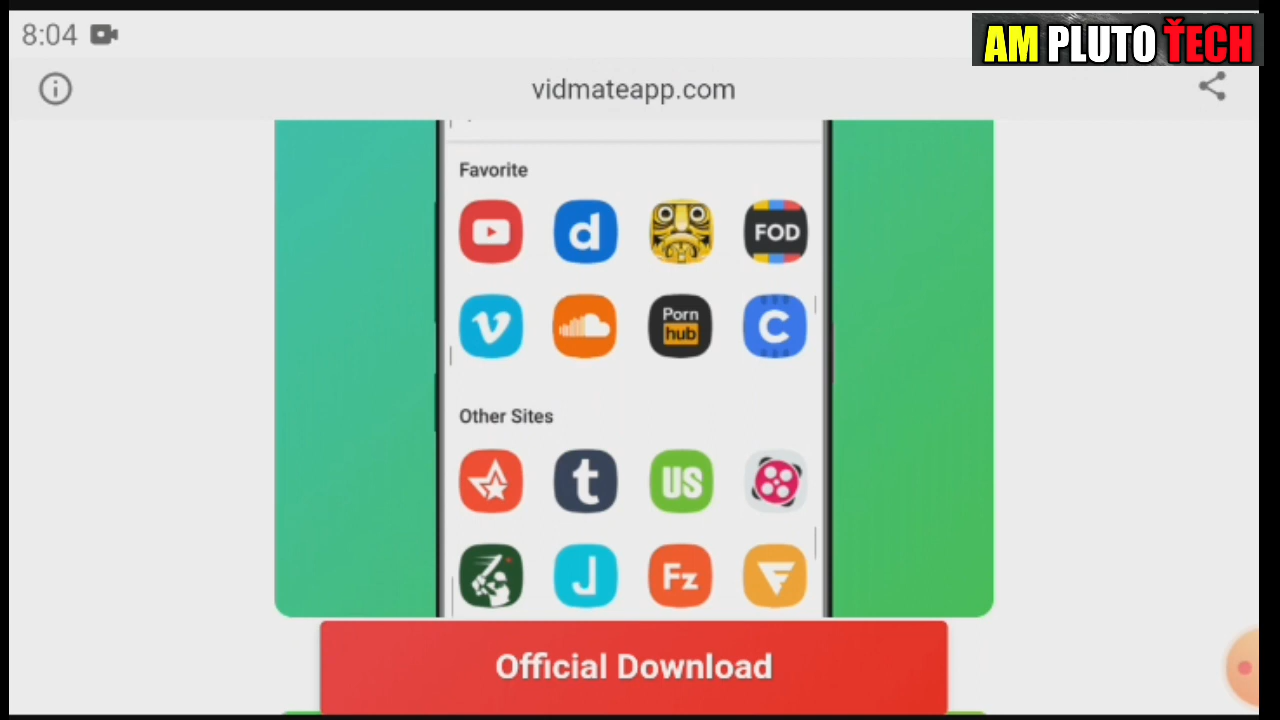 8:04
AM PLUTO ŤECH
vidmateapp.com
Favorite
d
FOD
v
Porn
hub
C
Other Sites
t
US
J
Fz
Official Download